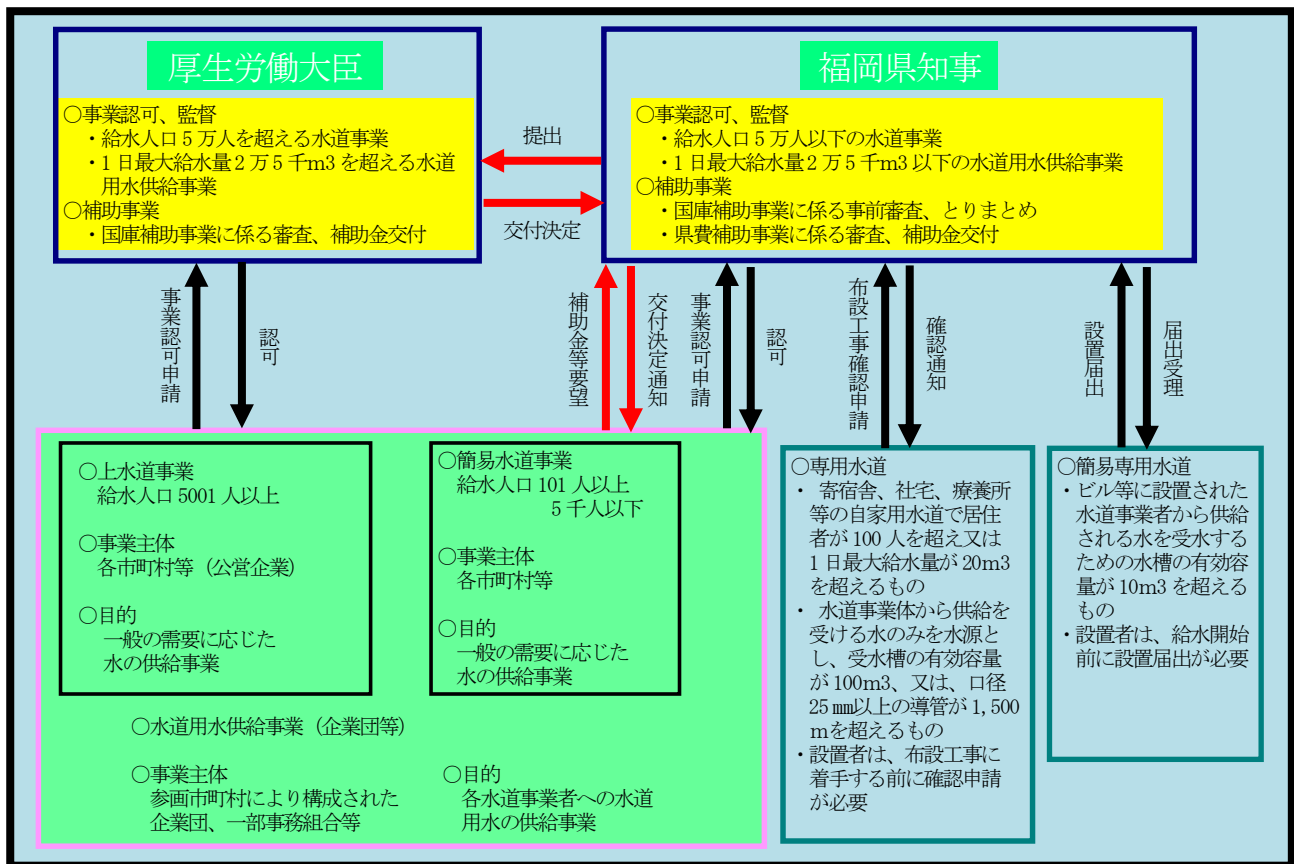 厚生労働大臣
○事業認可、監督
・給水人口5万人を超える水道事業
・1日最大給水量2万5千m3を超える水道
用水供給事業
○補助事業
・国庫補助事業に係る審査、補助金交付
提出
交付決定
福岡県知事
○事業認可、監督
・給水人口5万人以下の水道事業
・1日最大給水量2万5千m3以下の水道用水供給事業
○補助事業
・国庫補助事業に係る事前審査、とりまとめ
・県費補助事業に係る審査、補助金交付
事業認可申請
認可
補助金等要望
交付決定通知
事業認可申請
認可
布設工事確認申請
確認通知
設置届出
届出受理
○上水道事業
給水人口5001人以上
○事業主体
各市町村等（公営企業）
○目的
一般の需要に応じた
水の供給事業
○簡易水道事業
給水人口101人以上
5千人以下
○事業主体
各市町村等
○目的
一般の需要に応じた
水の供給事業
○水道用水供給事業（企業団等）
○事業主体
参画市町村により構成された
企業団、一部事務組合等
○目的
各水道事業者への水道
用水の供給事業
○専用水道
・ 寄宿舎、社宅、療養所
等の自家用水道で居住
者が100人を超え又は
1日最大給水量が20m3
を超えるもの
・ 水道事業体から供給を
受ける水のみを水源と
し、受水槽の有効容量
が100m3、又は、口径
25㎜以上の導管が1,500
mを超えるもの
・設置者は、布設工事に
着手する前に確認申請
が必要
○簡易専用水道
・ビル等に設置された
水道事業者から供給
される水を受水する
ための水槽の有効容
量が10m3を超える
もの
・設置者は、給水開始
前に設置届出が必要